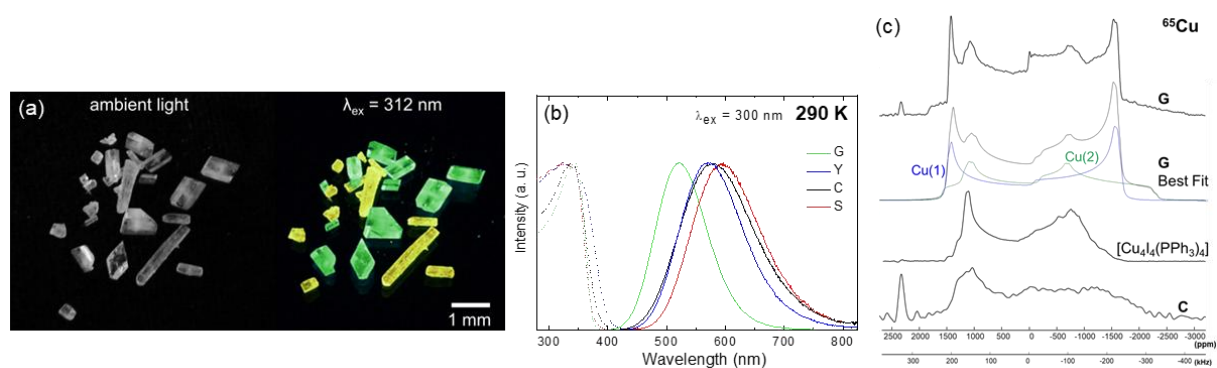 (a)
ambient light
λex = 312 nm
1 mm
(b)
λex = 300 nm 290 K
G
Y
C
S
Intensity (a. u.)
300 400 500 600 700 800
Wavelength (nm)
(c)
65Cu
G
Cu(1)
Cu(2)
G
Best Fit
[Cu4I4(PPh3)4]
C
2500 2000 1500 1000 500 0 -500 -1000 -1500 -2000 -2500 -3000
(ppm)
300 200 100 0 -100 -200 -300 -400 (kHz)